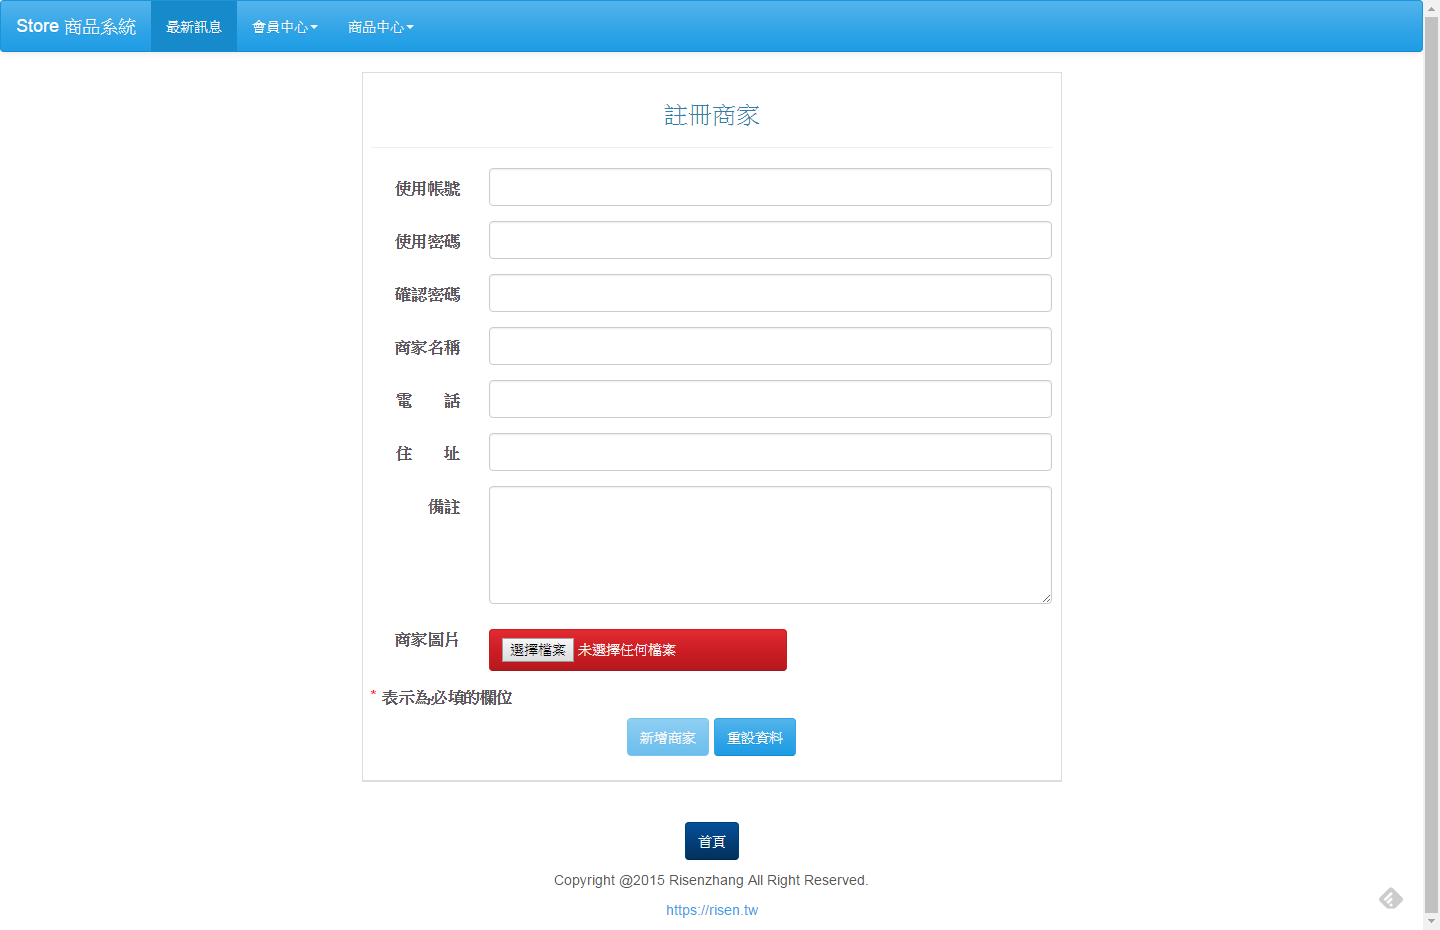 Store 商品系統 最新訊息 會員中心 商品中心
註冊商家
使用帳號
使用密碼
確認密碼
商家名稱
電　　話
住　　址
備註
商家圖片 選擇檔案 未選擇任何檔案
* 表示為必填的欄位
新增商家 重設資料
首頁
Copyright @2015 Risenzhang All Right Reserved.
https://risen.tw